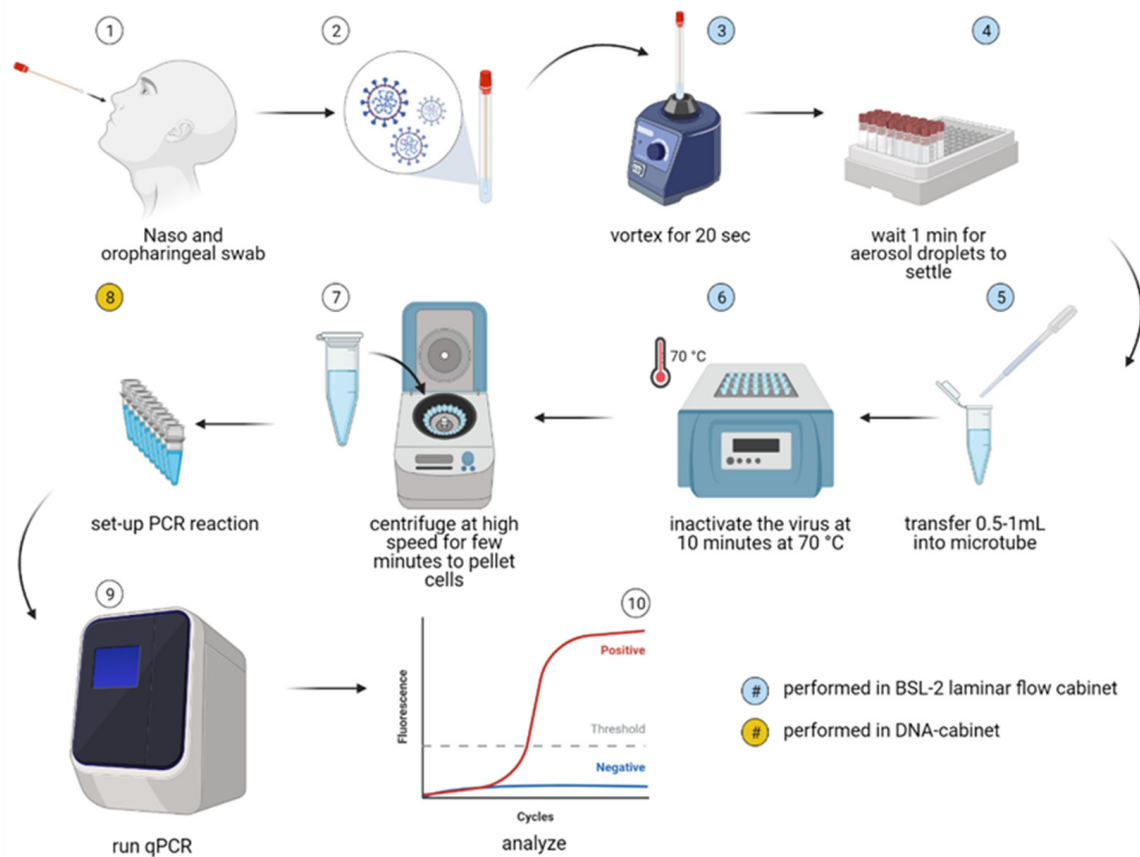 1
2
3
4
Naso and
oropharingeal swab
vortex for 20 sec
wait 1 min for
aerosol droplets to
settle
8
7
6
5
70 °C
set-up PCR reaction
centrifuge at high
speed for few
minutes to pellet
cells
inactivate the virus at
10 minutes at 70 °C
transfer 0.5-1mL
into microtube
9
10
Fluorescence
Positive
Threshold
Negative
Cycles
run qPCR
analyze
# performed in BSL-2 laminar flow cabinet
# performed in DNA-cabinet